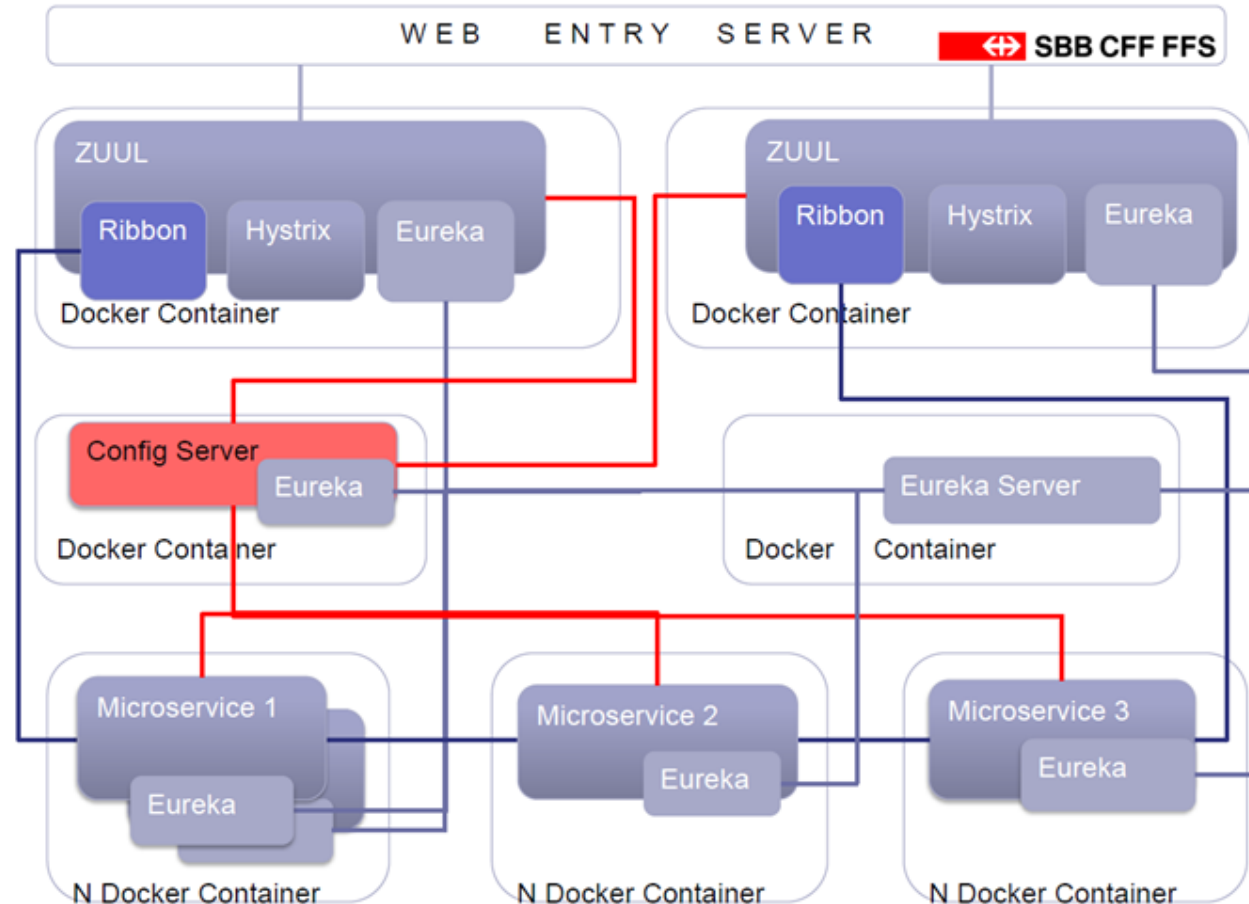 WEB ENTRY SERVER
SBB CFF FFS
ZUUL
Ribbon
Hystrix
Eureka
Docker Container
ZUUL
Ribbon
Hystrix
Eureka
Docker Container
Config Server
Eureka
Docker Container
Eureka Server
Docker Container
Microservice 1
Eureka
N Docker Container
Microservice 2
Eureka
N Docker Container
Microservice 3
Eureka
N Docker Container